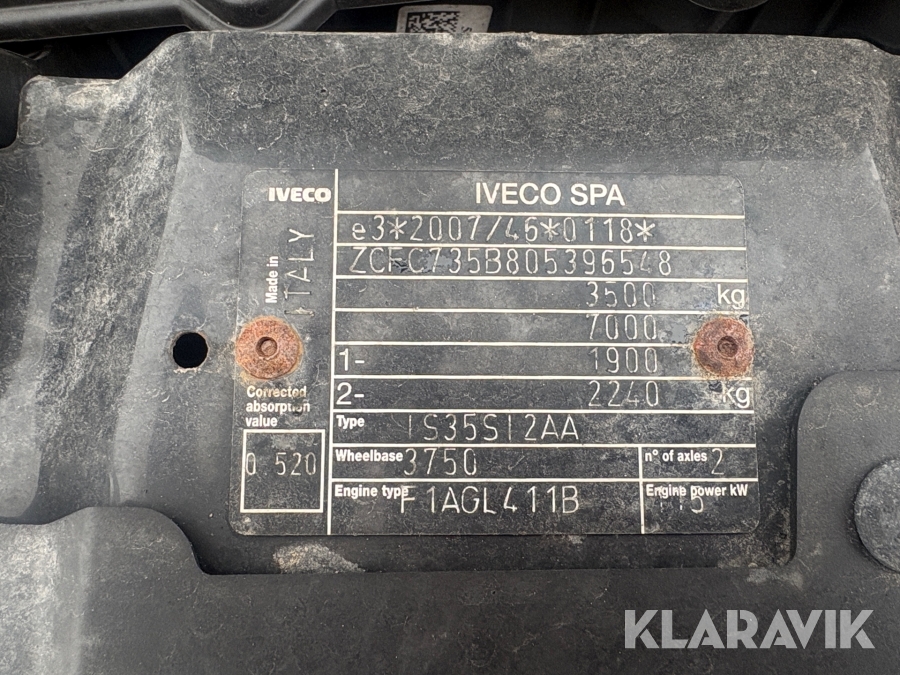 IVECO
IVECO SPA
e3*2007/46*0118*
ZCFC735B805396548
3500 kg
7000
1- 1900
2- 2240 kg
Made in ITALY
Corrected
absorption
value
0.520
Type IS35SI2AA
Wheelbase 3750
n° of axles 2
Engine type F1AGL411B
Engine power kW
KLARAVIK